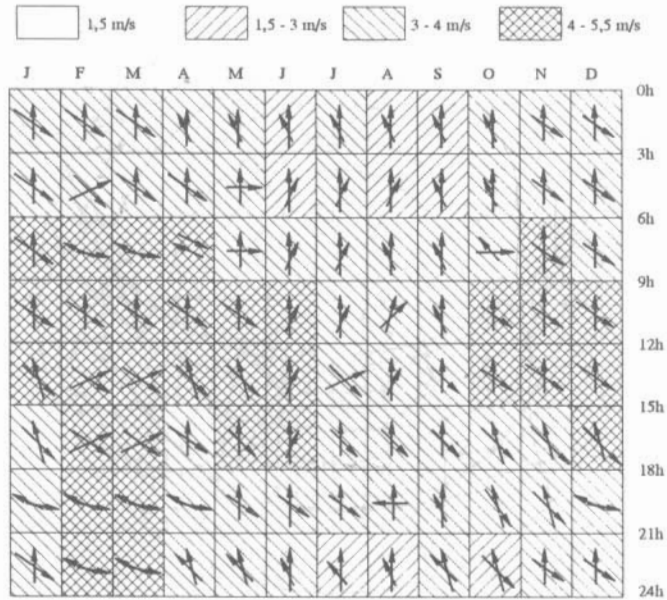 1,5 m/s 1,5 - 3 m/s 3 - 4 m/s 4 - 5,5 m/s
J F M A M J J A S O N D
0h
3h
6h
9h
12h
15h
18h
21h
24h